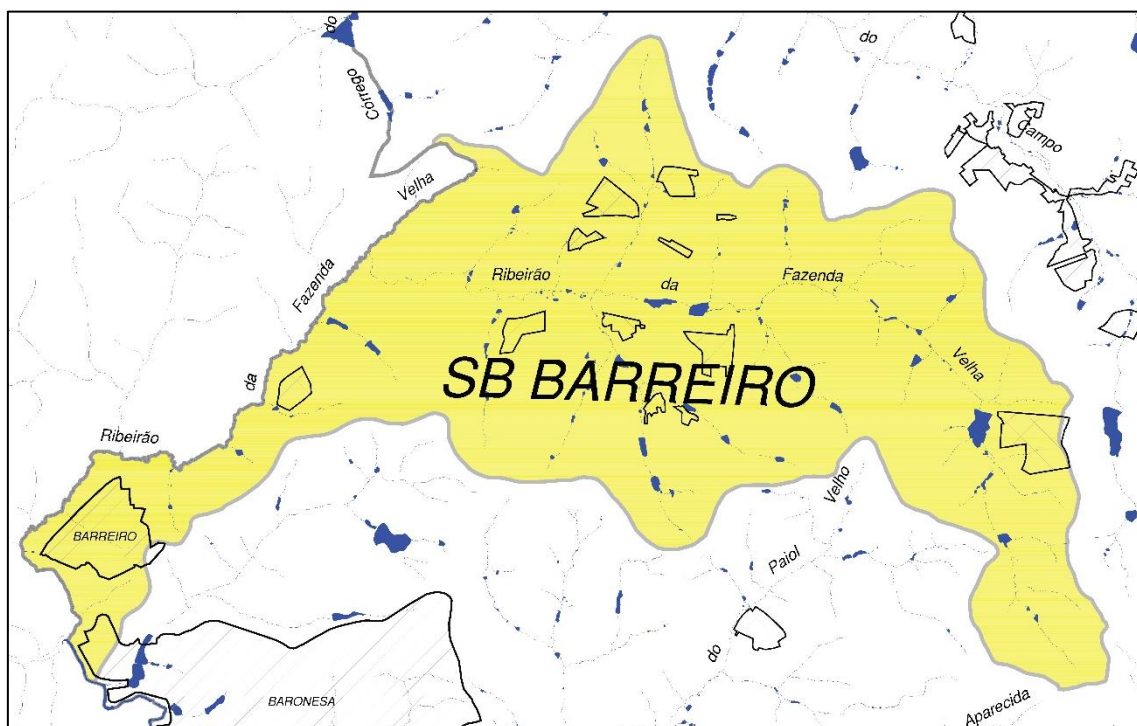 do
Córrego
do
Campo
Velha
Fazenda
da
Ribeirão
da
Fazenda
Velha
SB BARREIRO
Ribeirão
BARREIRO
Velho
Paiol
do
BARONESA
Aparecida